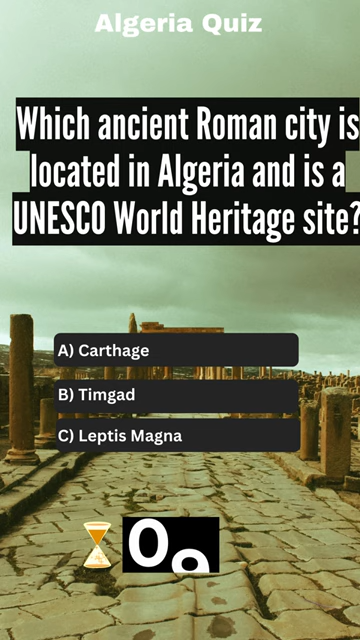 Algeria Quiz
Which ancient Roman city is
located in Algeria and is a
UNESCO World Heritage site?
A) Carthage
B) Timgad
C) Leptis Magna
0